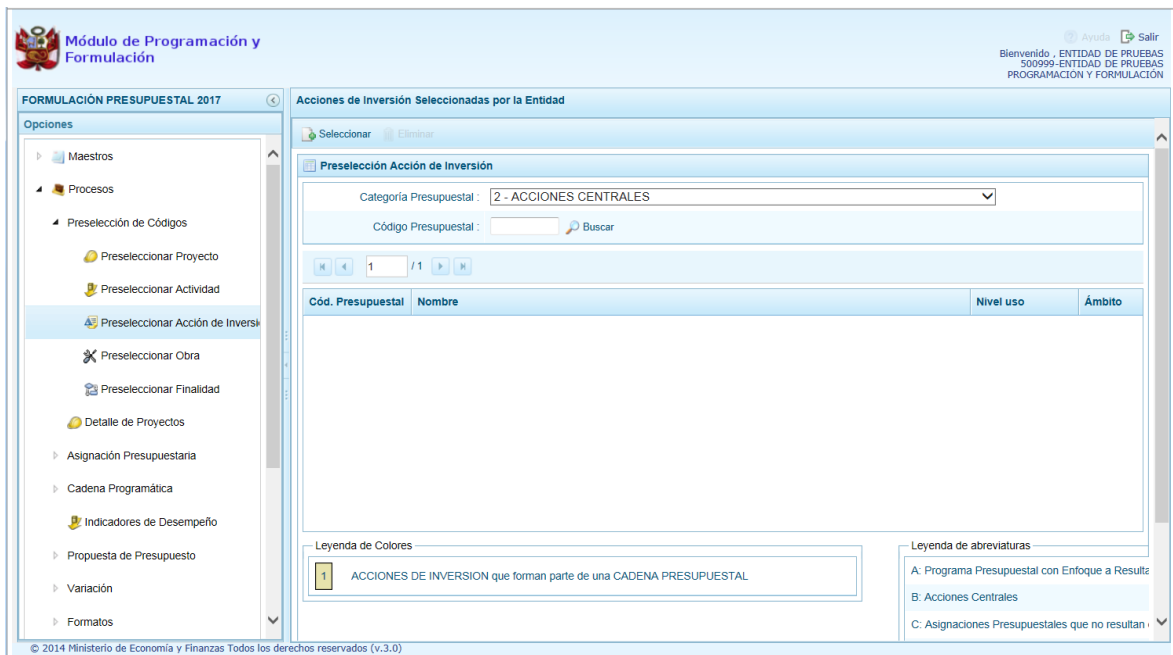 Módulo de Programación y
Formulación
Ayuda Salir
Bienvenido , ENTIDAD DE PRUEBAS
500999-ENTIDAD DE PRUEBAS
PROGRAMACIÓN Y FORMULACIÓN
FORMULACIÓN PRESUPUESTAL 2017
Opciones
Maestros
Procesos
Preselección de Códigos
Preseleccionar Proyecto
Preseleccionar Actividad
Preseleccionar Acción de Inversi
Preseleccionar Obra
Preseleccionar Finalidad
Detalle de Proyectos
Asignación Presupuestaria
Cadena Programática
Indicadores de Desempeño
Propuesta de Presupuesto
Variación
Formatos
Acciones de Inversión Seleccionadas por la Entidad
Seleccionar Eliminar
Preselección Acción de Inversión
Categoría Presupuestal : 2 - ACCIONES CENTRALES
Código Presupuestal : Buscar
1 / 1
Cód. Presupuestal Nombre Nivel uso Ámbito
Leyenda de Colores
1 ACCIONES DE INVERSION que forman parte de una CADENA PRESUPUESTAL
Leyenda de abreviaturas
A: Programa Presupuestal con Enfoque a Resulta
B: Acciones Centrales
C: Asignaciones Presupuestales que no resultan
© 2014 Ministerio de Economía y Finanzas Todos los derechos reservados (v.3.0)